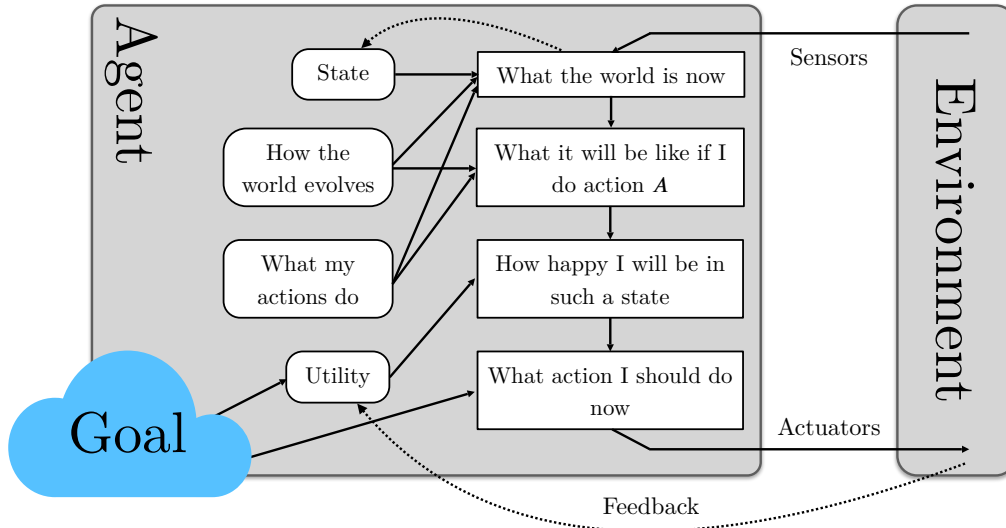 Agent
State
What the world is now
Sensors
Environment
How the
world evolves
What it will be like if I
do action A
What my
actions do
How happy I will be in
such a state
Utility
What action I should do
now
Goal
Actuators
Feedback